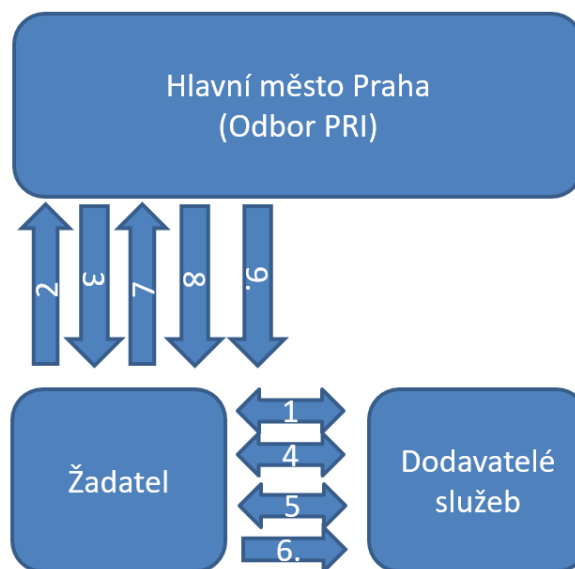 Hlavní město Praha
(Odbor PRI)
2
3
7
8
9.
Žadatel
1
4
5
6.
Dodavatelé
služeb